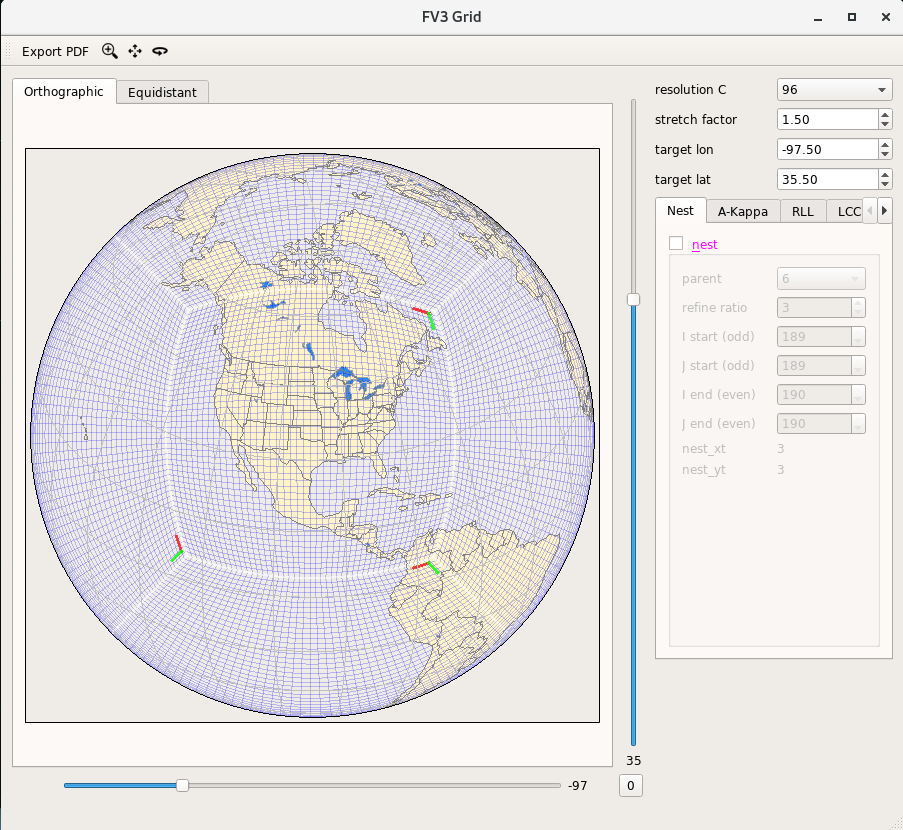 FV3 Grid
Export PDF
Orthographic Equidistant
resolution C 96
stretch factor 1.50
target lon -97.50
target lat 35.50
Nest A-Kappa RLL LCC
nest
parent 6
refine ratio 3
I start (odd) 189
J start (odd) 189
I end (even) 190
J end (even) 190
nest_xt 3
nest_yt 3
35
-97 0